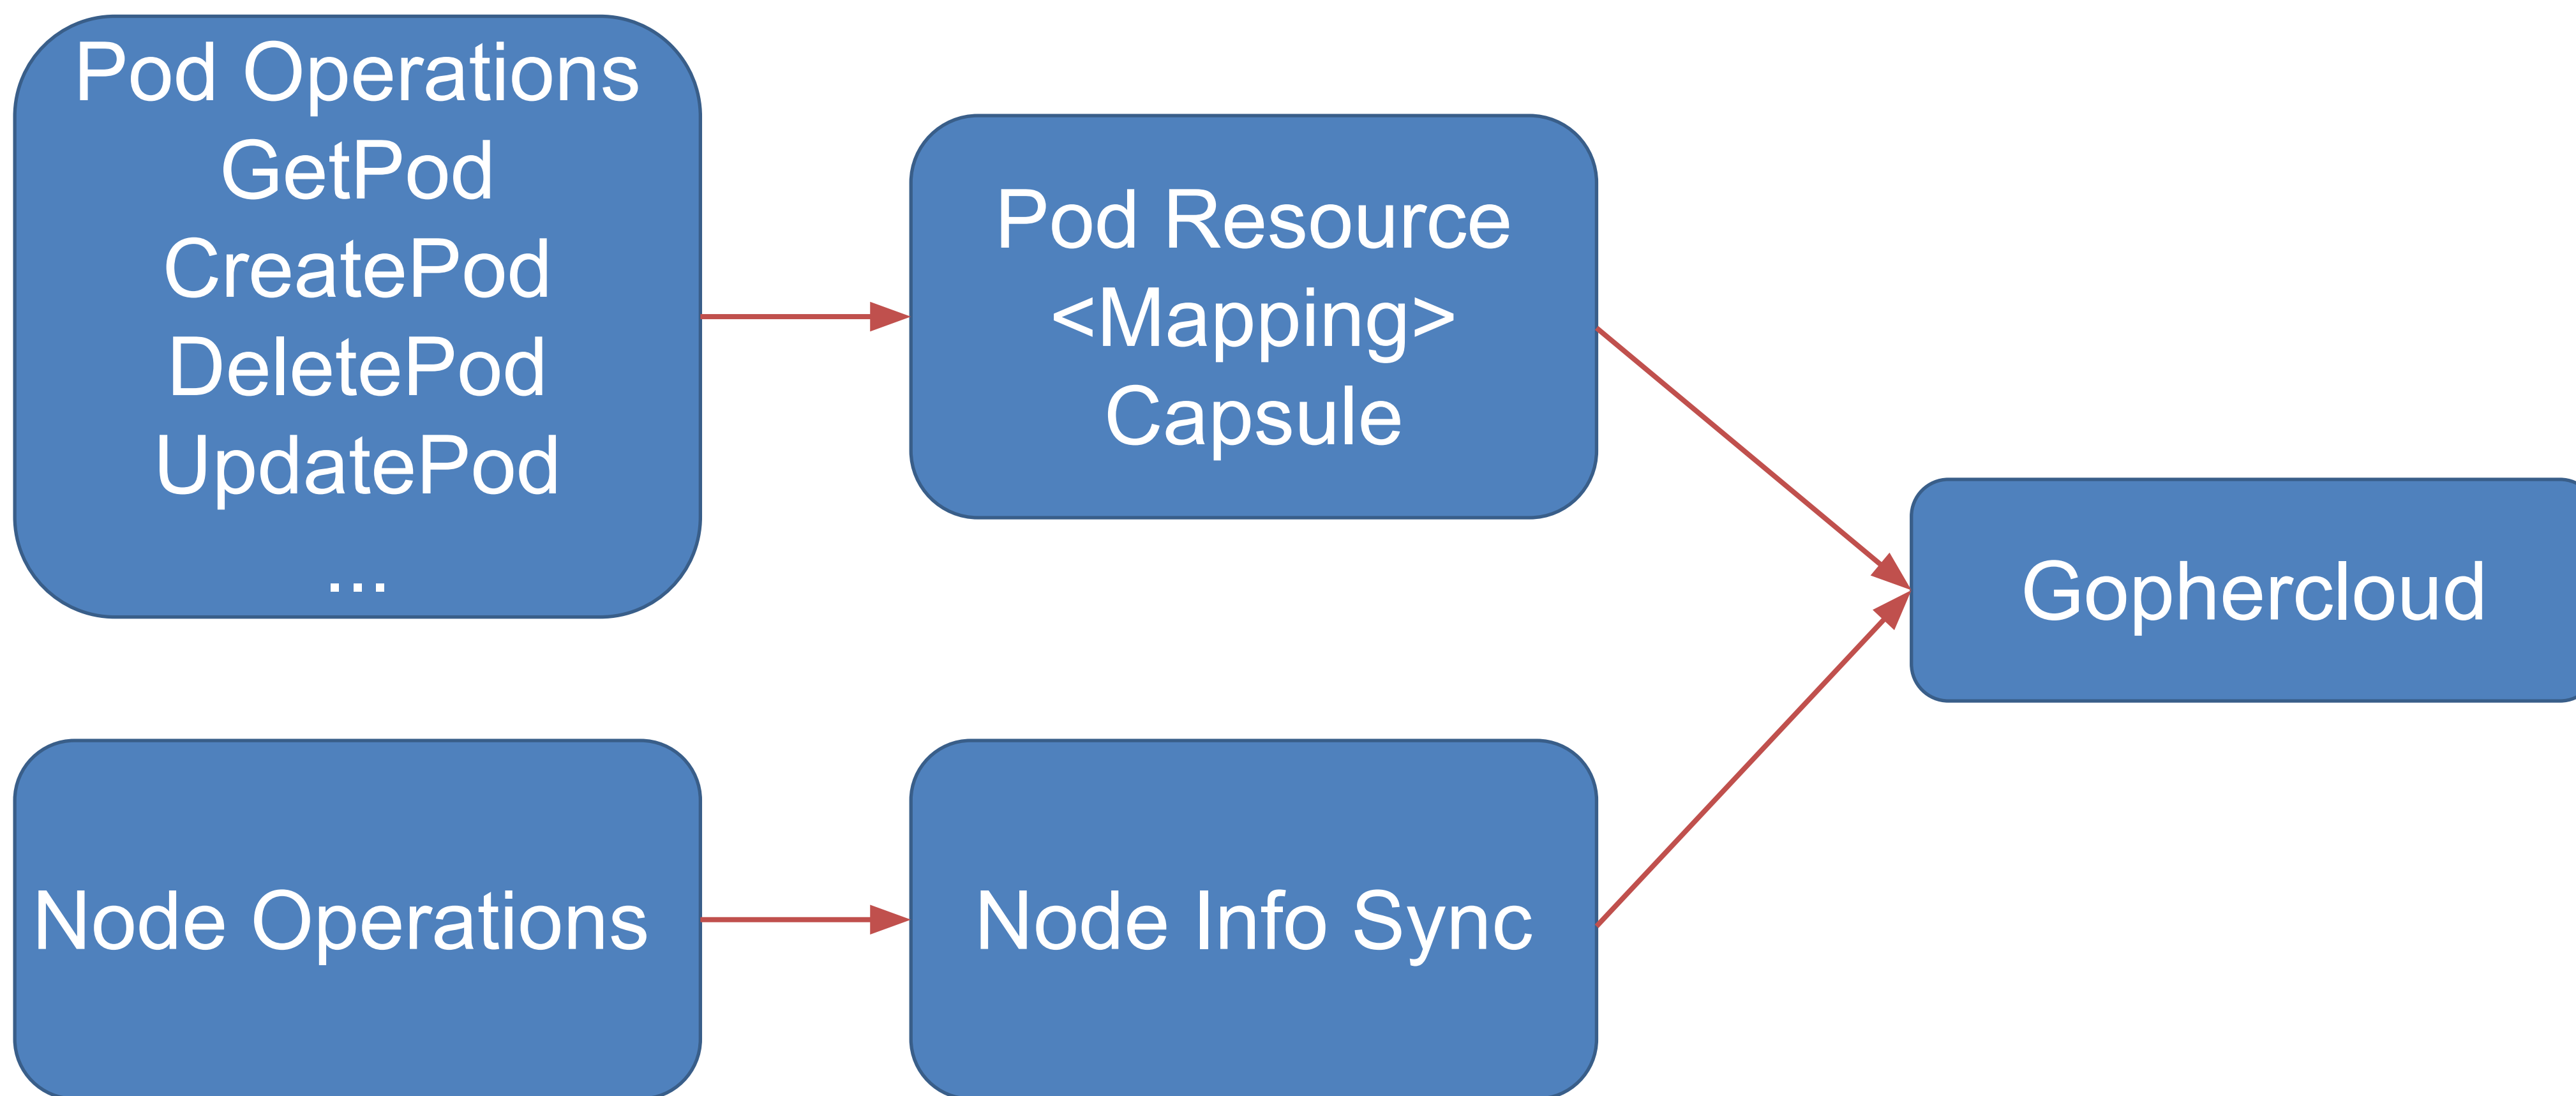 Pod Operations
GetPod
CreatePod
DeletePod
UpdatePod
...
Pod Resource
<Mapping>
Capsule
Gophercloud
Node Operations
Node Info Sync